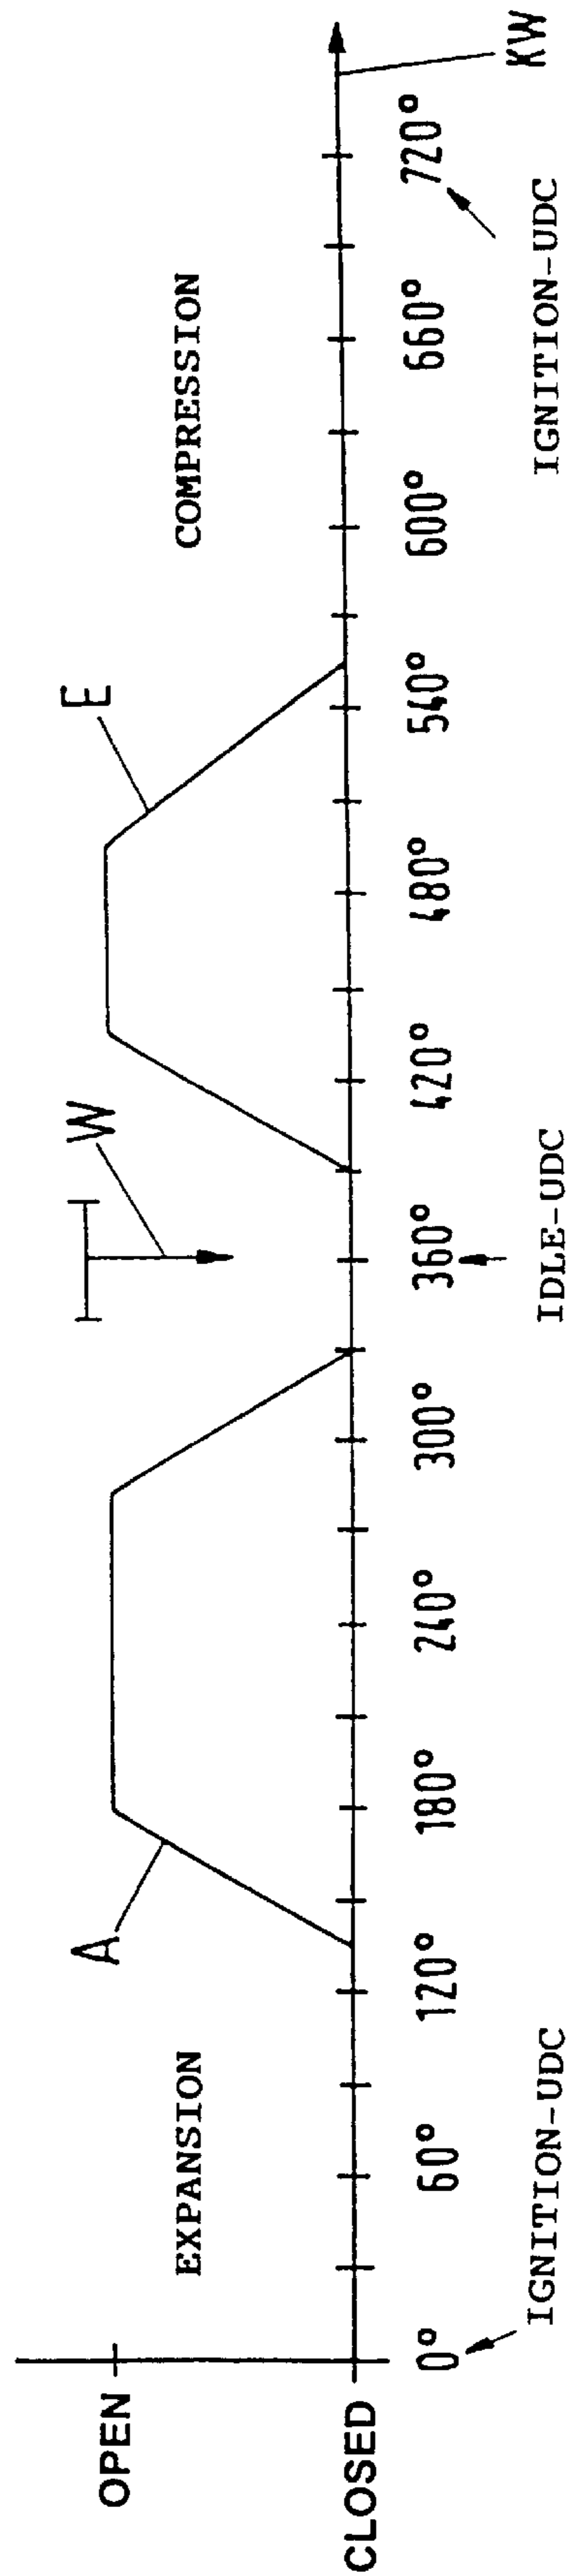 OPEN
CLOSED
EXPANSION
COMPRESSION
A
W
E
0° 60° 120° 180° 240° 300° 360° 420° 480° 540° 600° 660° 720°
KW
IGNITION-UDC
IDLE-UDC
IGNITION-UDC